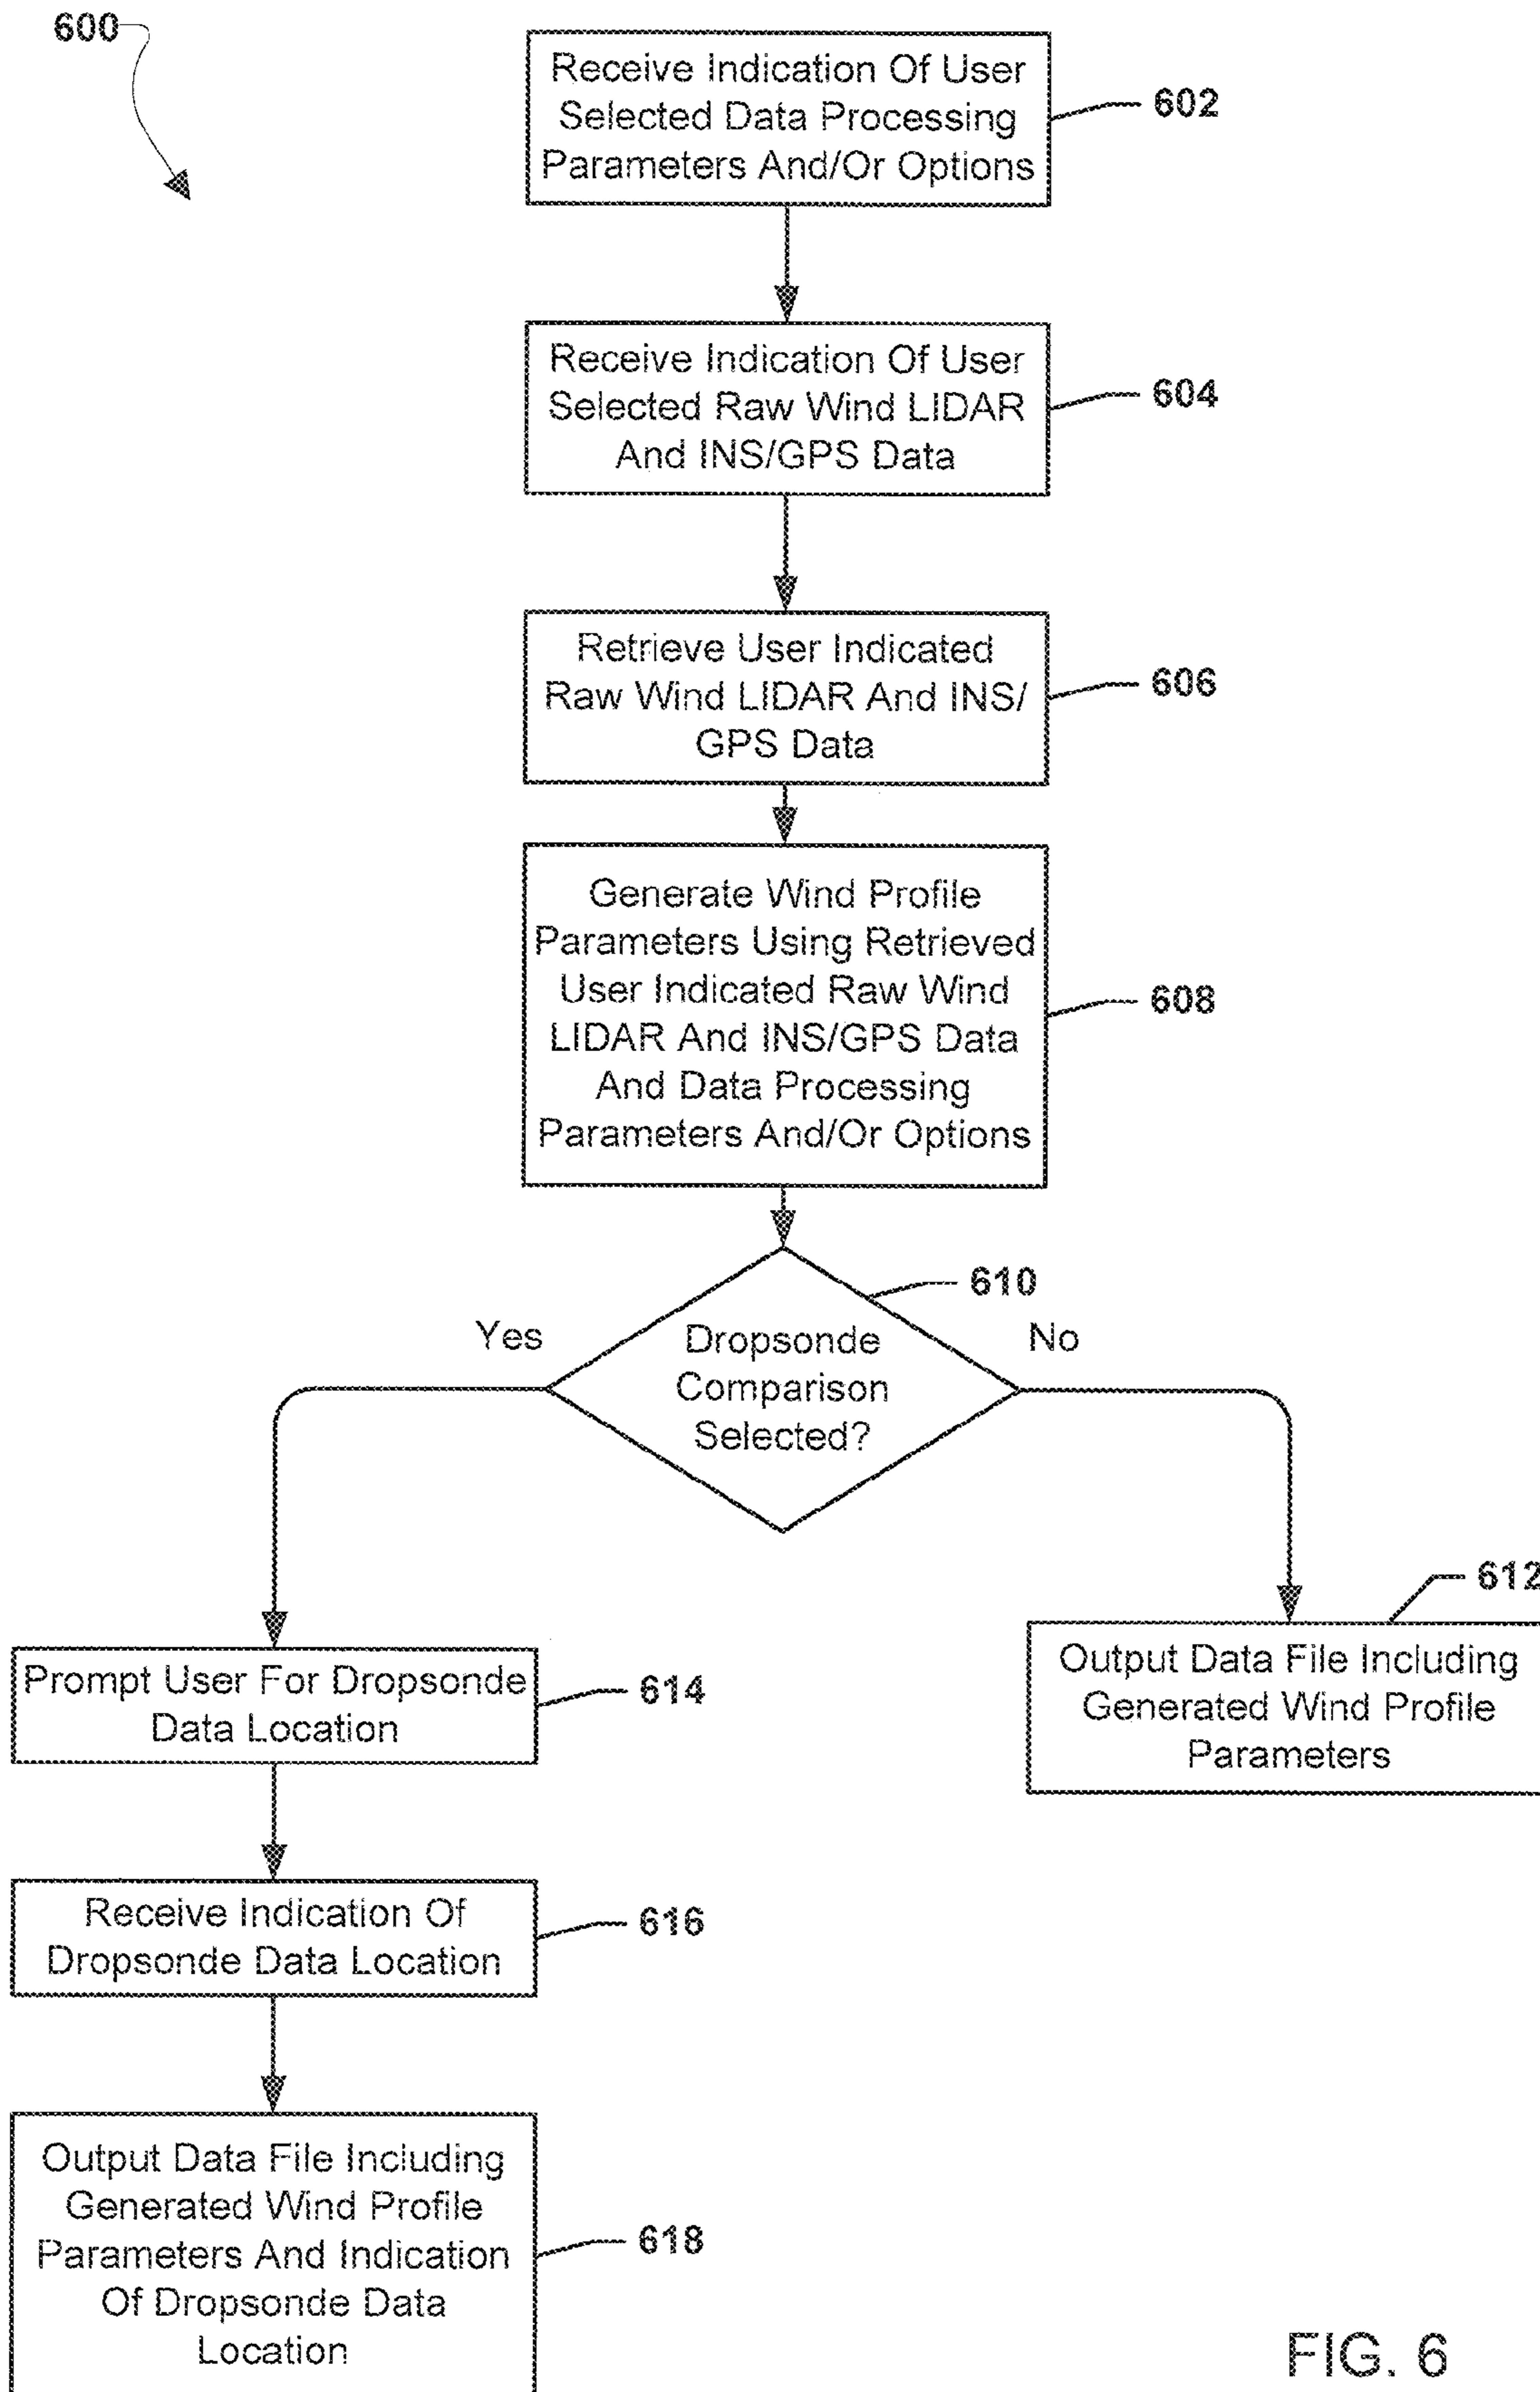 600
Receive Indication Of User
Selected Data Processing
Parameters And/Or Options
602
Receive Indication Of User
Selected Raw Wind LIDAR
And INS/GPS Data
604
Retrieve User Indicated
Raw Wind LIDAR And INS/
GPS Data
606
Generate Wind Profile
Parameters Using Retrieved
User Indicated Raw Wind
LIDAR And INS/GPS Data
And Data Processing
Parameters And/Or Options
608
610
Yes
Dropsonde
Comparison
Selected?
No
612
Output Data File Including
Generated Wind Profile
Parameters
Prompt User For Dropsonde
Data Location
614
Receive Indication Of
Dropsonde Data Location
616
Output Data File Including
Generated Wind Profile
Parameters And Indication
Of Dropsonde Data
Location
618
FIG. 6